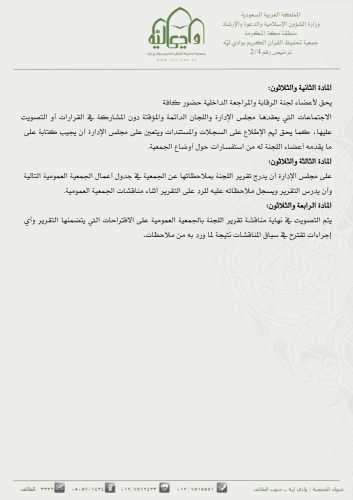 المملكة العربية السعودية
وزارة الشؤون الإسلامية والدعوة والإرشاد
منطقة مكة المكرمة
جمعية تحفيظ القرآن الكريم بوادي ليّه
ترخيص رقم 2/4
وادي ليّة
المادة الثانية والثلاثون:
يحق لأعضاء لجنة الرقابة والمراجعة الداخلية حضور كافة
الاجتماعات التي يعقدها مجلس الإدارة واللجان الدائمة والمؤقتة دون المشاركة في القرارات أو التصويت
عليها، كما يحق لهم الإطلاع على السجلات والمستندات ويتعين على مجلس الإدارة أن يجيب كتابة على
ما يقدمه أعضاء اللجنة له من استفسارات حول أوضاع الجمعية.
المادة الثالثة والثلاثون:
على مجلس الإدارة أن يدرج تقرير اللجنة بملاحظاتها عن الجمعية في جدول أعمال الجمعية العمومية التالية
وأن يدرس التقرير ويسجل ملاحظاته عليه للرد على التقرير أثناء مناقشات الجمعية العمومية.
المادة الرابعة والثلاثون:
يتم التصويت في نهاية مناقشة تقرير اللجنة بالجمعية العمومية على الاقتراحات التي يتضمنها التقرير وأي
إجراءات تقترح في سياق المناقشات نتيجة لما ورد به من ملاحظات.
الطائف